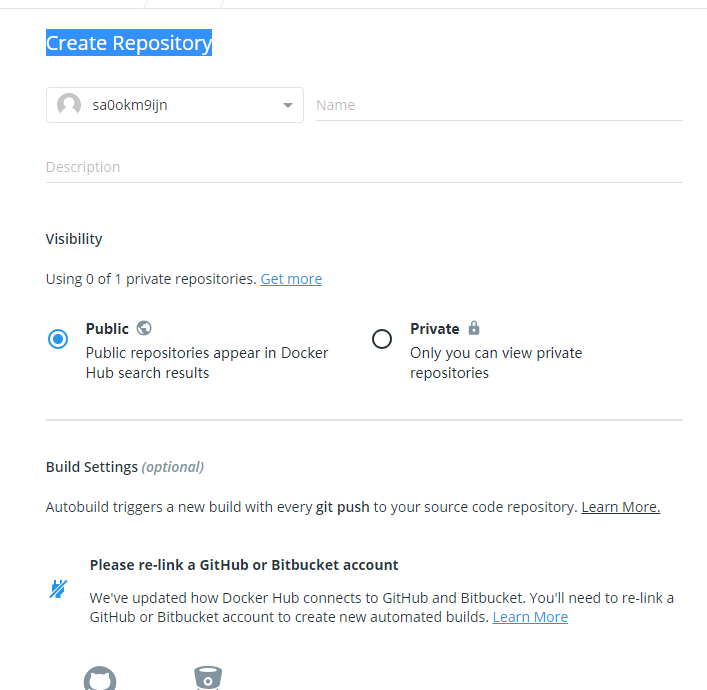 Create Repository
sa0okm9ijn Name
Description
Visibility
Using 0 of 1 private repositories. Get more
Public
Public repositories appear in Docker
Hub search results
Private
Only you can view private
repositories
Build Settings (optional)
Autobuild triggers a new build with every git push to your source code repository. Learn More.
Please re-link a GitHub or Bitbucket account
We've updated how Docker Hub connects to GitHub and Bitbucket. You'll need to re-link a
GitHub or Bitbucket account to create new automated builds. Learn More